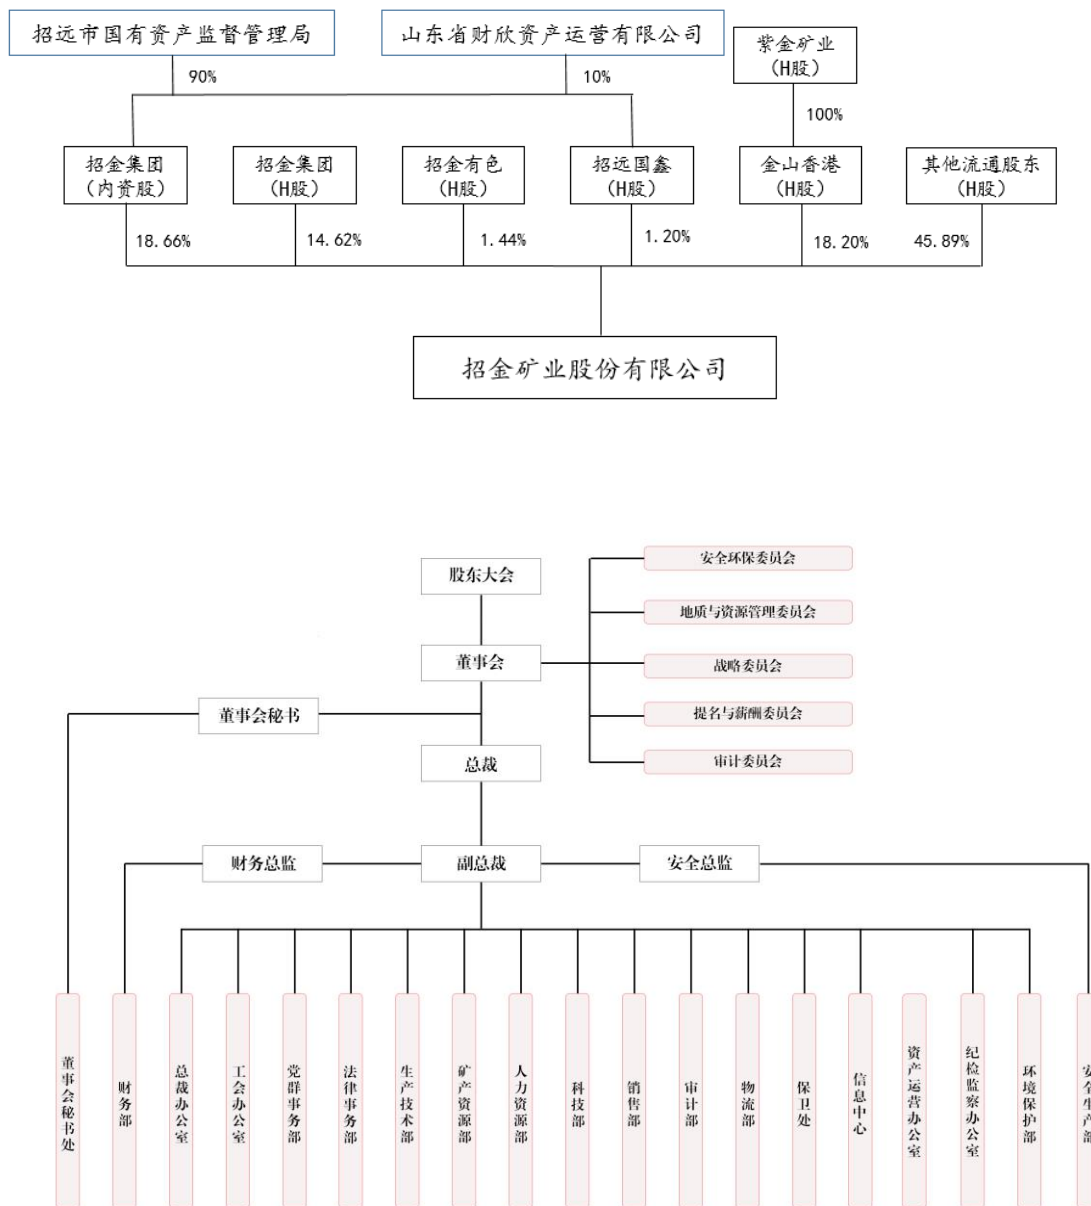 招远市国有资产监督管理局
山东省财欣资产运营有限公司
紫金矿业
（H股）
90%
10%
100%
招金集团
（内资股）
招金集团
（H股）
招金有色
（H股）
招远国鑫
（H股）
金山香港
（H股）
其他流通股东
（H股）
18.66%
14.62%
1.44%
1.20%
18.20%
45.89%
招金矿业股份有限公司
股东大会
安全环保委员会
地质与资源管理委员会
董事会
战略委员会
董事会秘书
提名与薪酬委员会
总裁
审计委员会
财务总监
副总裁
安全总监
董事会秘书处
财务部
总裁办公室
工会办公室
党群事务部
法律事务部
生产技术部
矿产资源部
人力资源部
科技部
销售部
审计部
物流部
保卫处
信息中心
资产运营办公室
纪检监察办公室
环境保护部
安全生产部